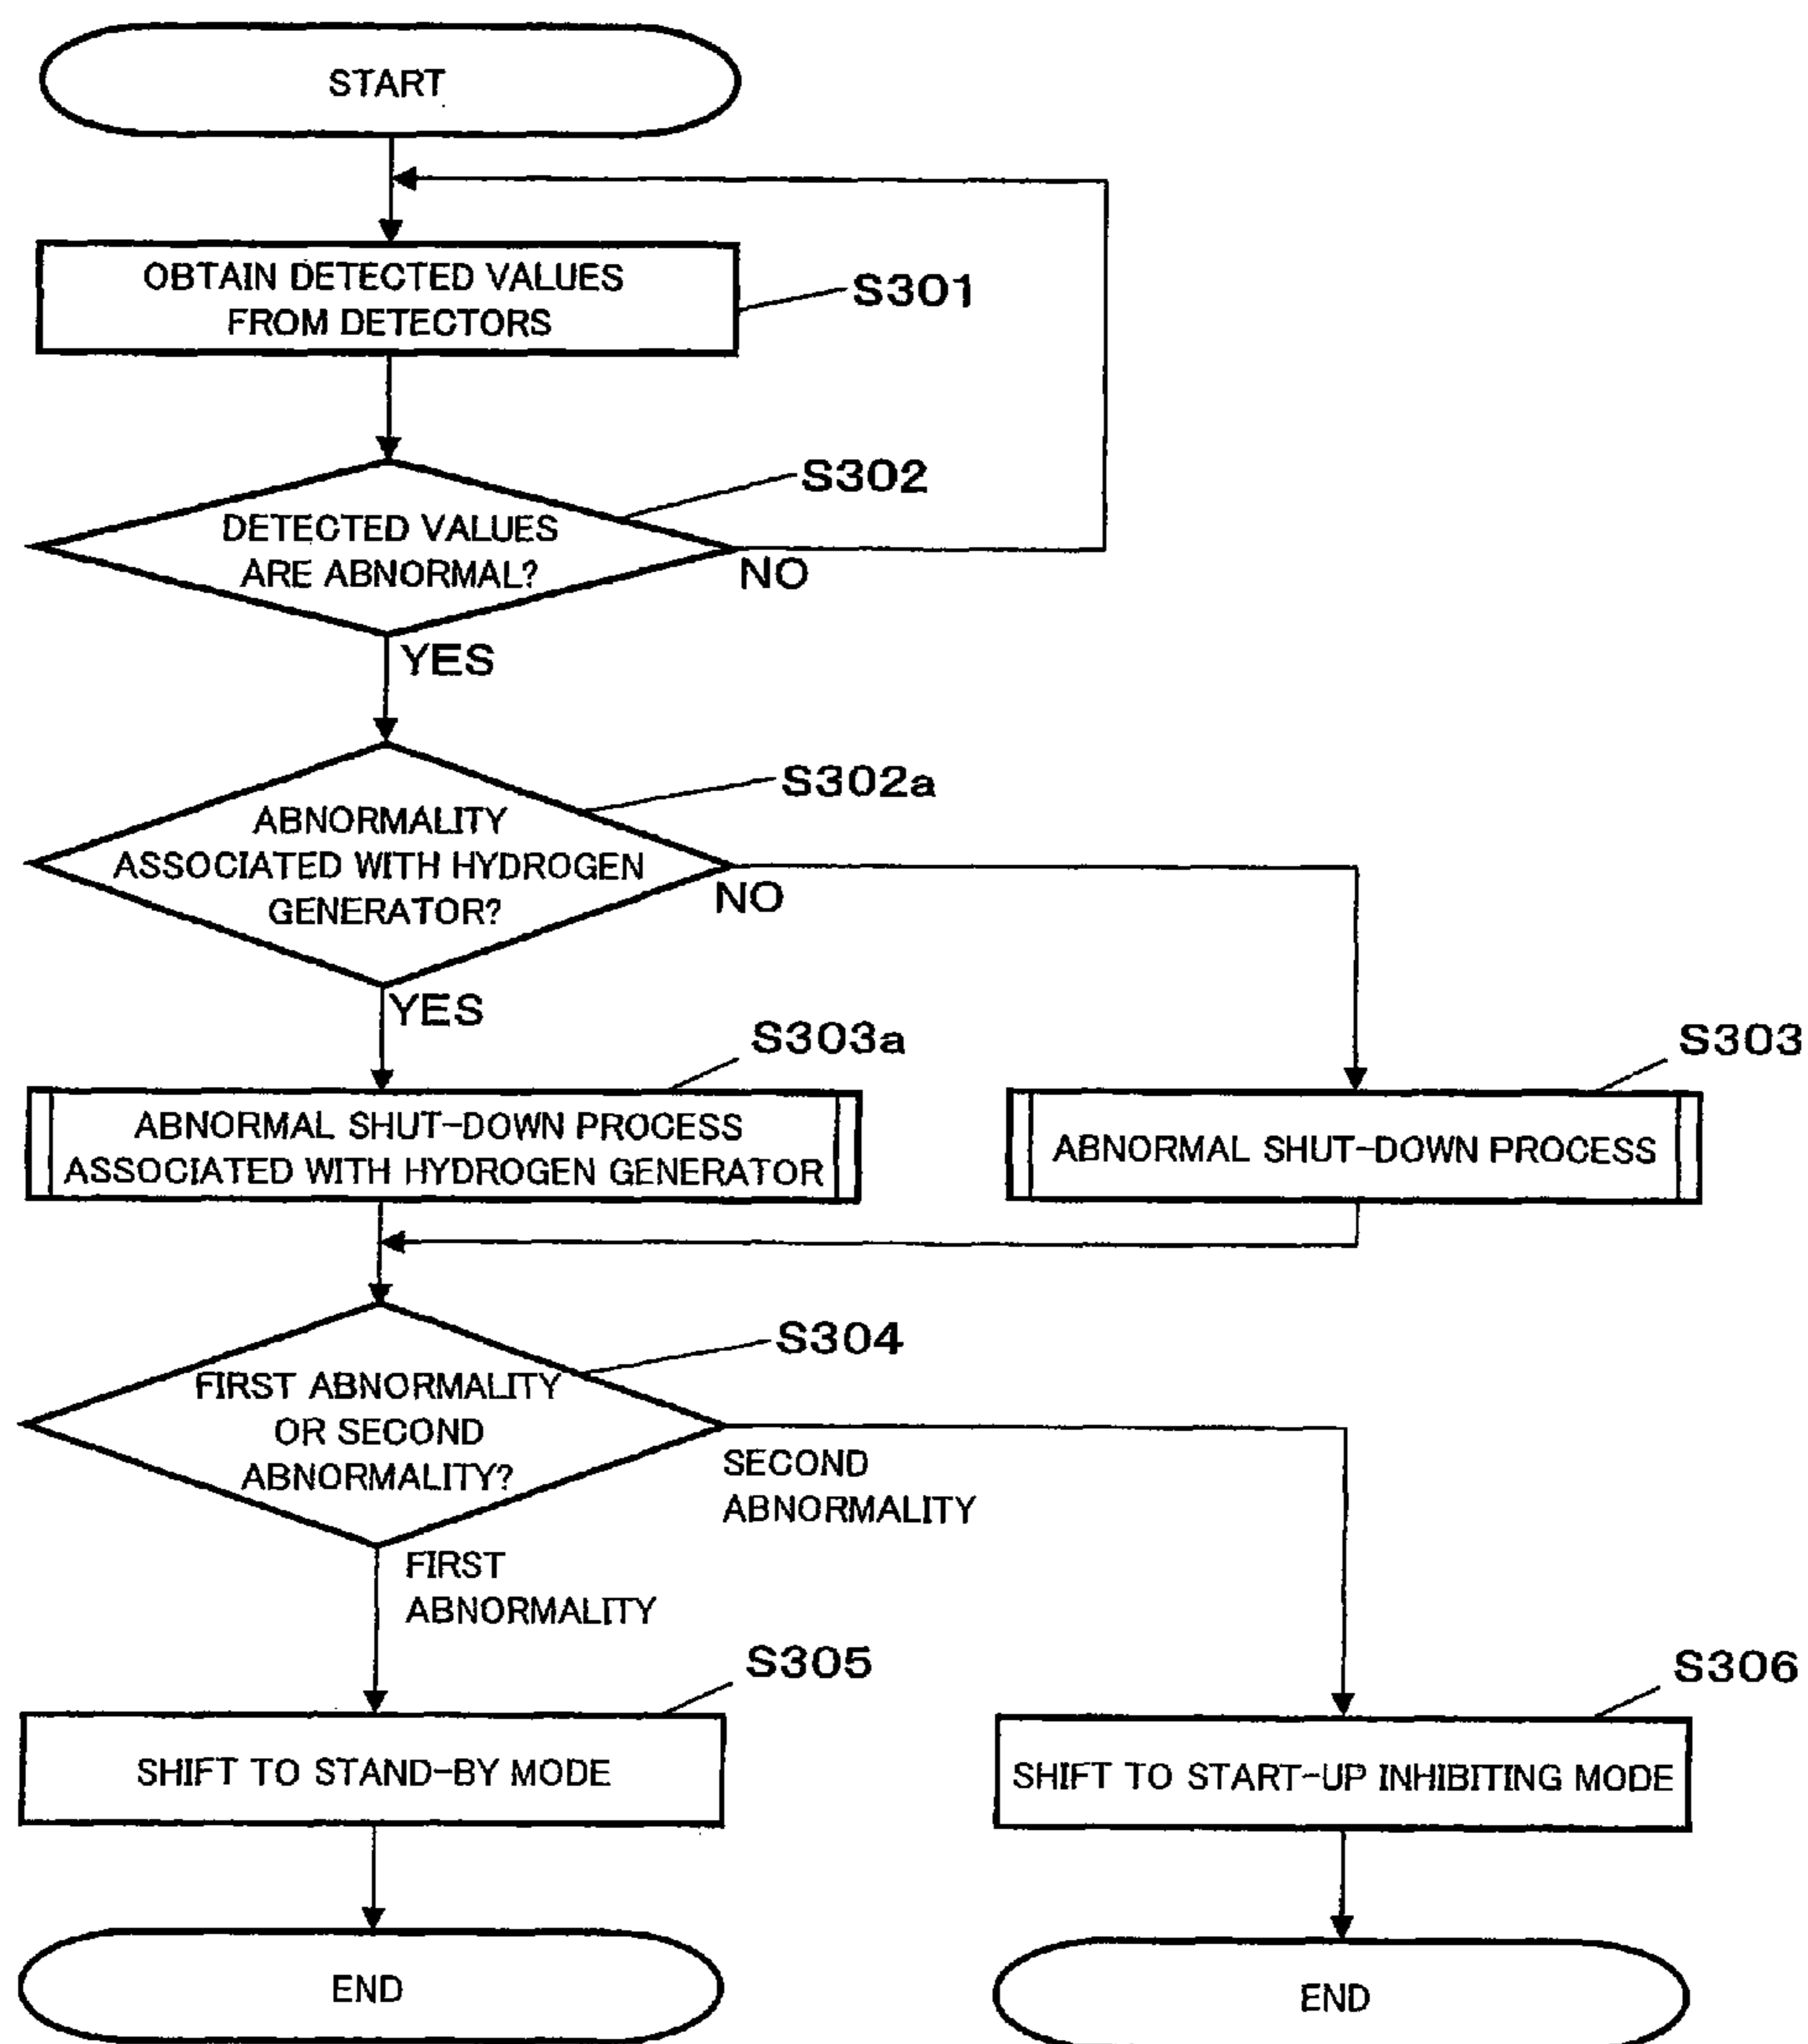 START
OBTAIN DETECTED VALUES
FROM DETECTORS
S301
S302
DETECTED VALUES
ARE ABNORMAL?
NO
YES
S302a
ABNORMALITY
ASSOCIATED WITH HYDROGEN
GENERATOR?
NO
YES
S303a
S303
ABNORMAL SHUT-DOWN PROCESS
ASSOCIATED WITH HYDROGEN GENERATOR
ABNORMAL SHUT-DOWN PROCESS
S304
FIRST ABNORMALITY
OR SECOND
ABNORMALITY?
SECOND
ABNORMALITY
FIRST
ABNORMALITY
S305
S306
SHIFT TO STAND-BY MODE
SHIFT TO START-UP INHIBITING MODE
END
END